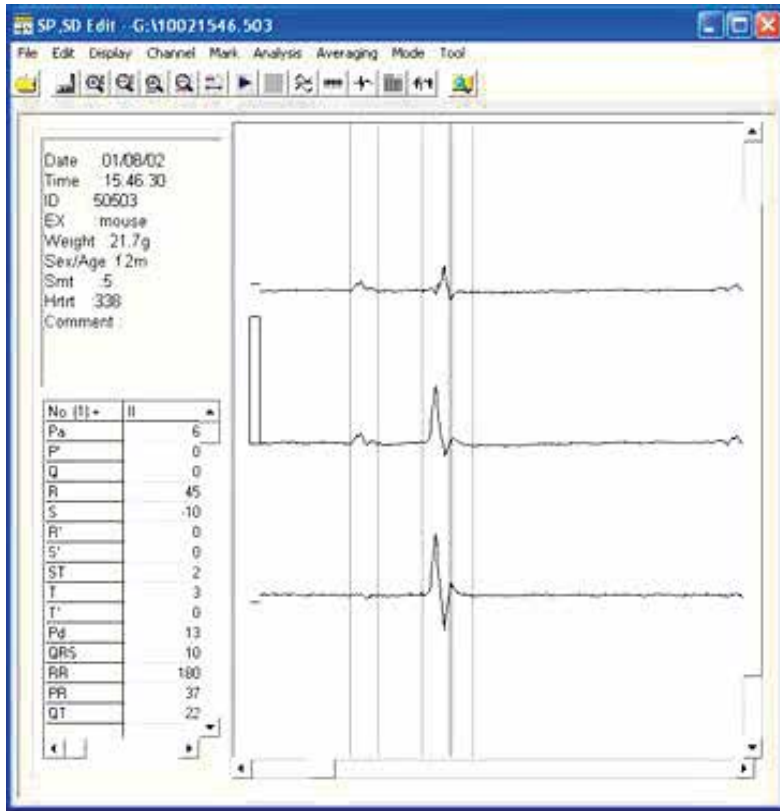 SP,SD Edit - G:\10021546.503
File Edit Display Channel Mark Analysis Averaging Mode Tool
Date 01/08/02
Time 15:46:30
ID 50503
EX mouse
Weight 21.7g
Sex/Age 12m
Smt .5
Hrtrt 338
Comment :
No (1) + II
Pa 6
P' 0
Q 0
R 45
S -10
R' 0
S' 0
ST 2
T 3
T' 0
Pd 13
QRS 10
RR 180
PR 37
QT 22